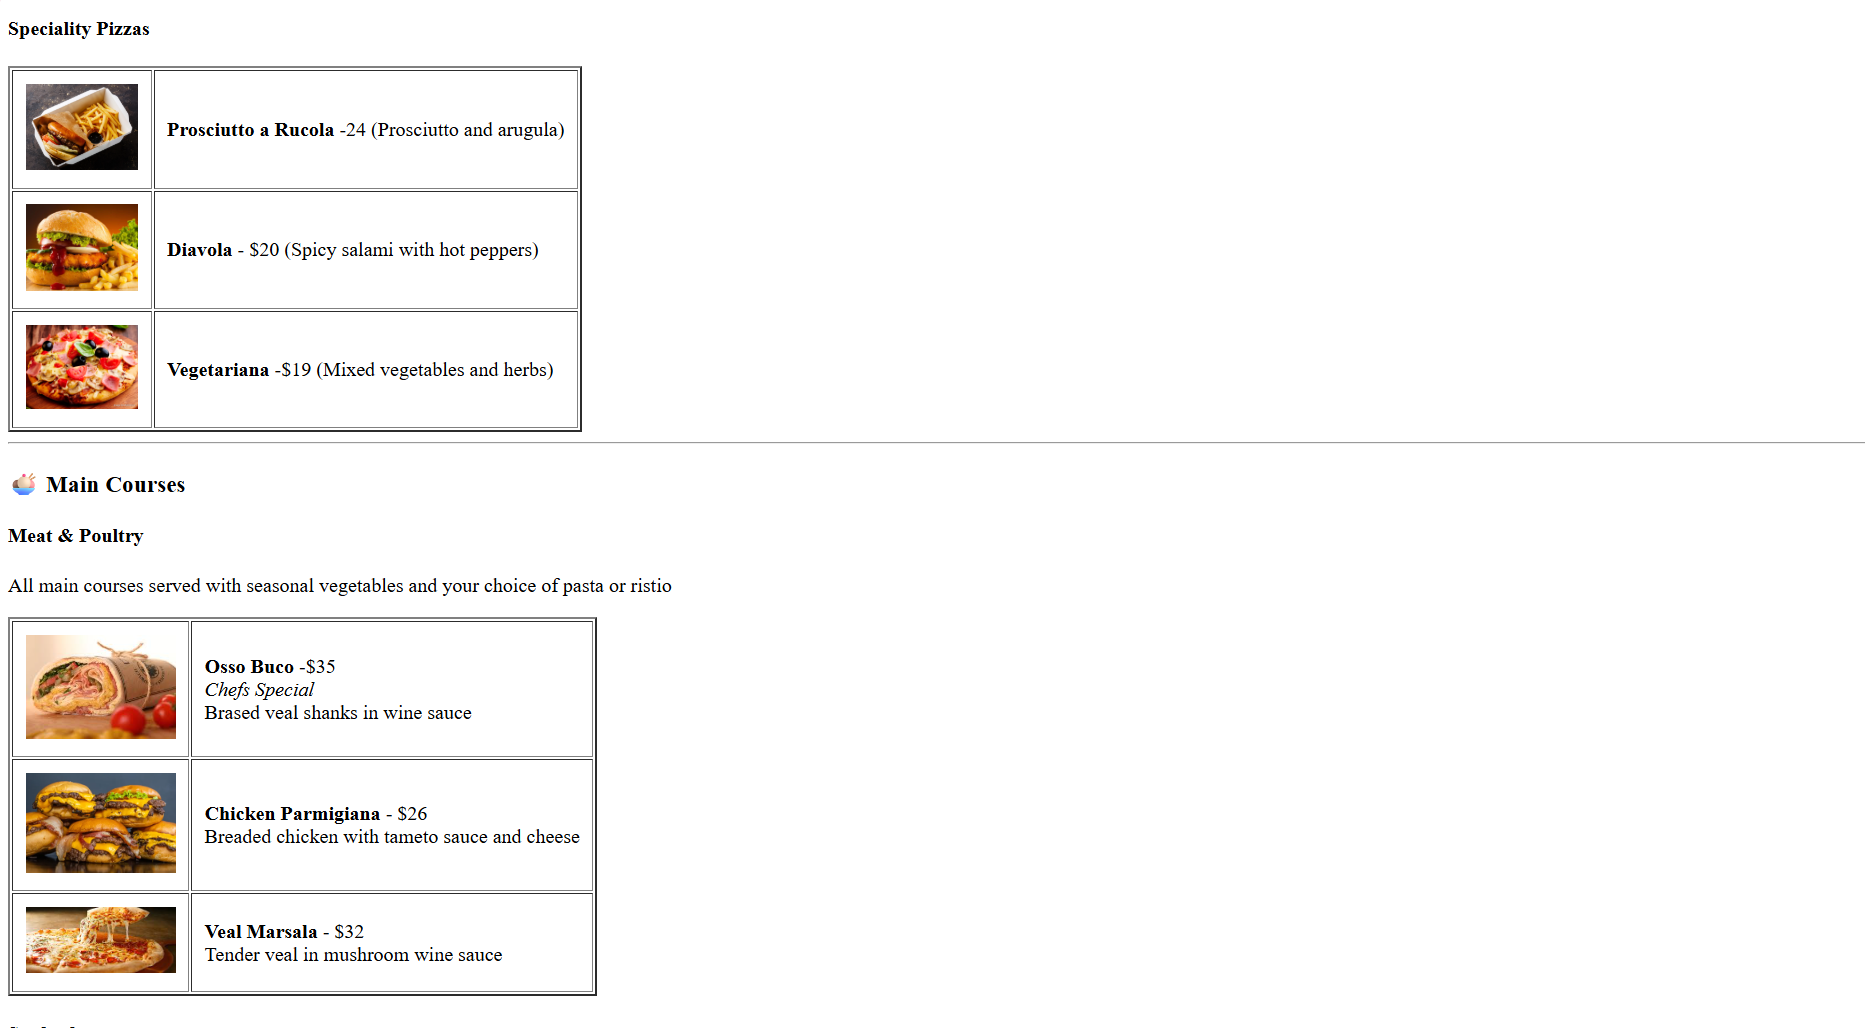 Speciality Pizzas
Prosciutto a Rucola -24 (Prosciutto and arugula)
Diavola - $20 (Spicy salami with hot peppers)
Vegetariana -$19 (Mixed vegetables and herbs)
Main Courses
Meat & Poultry
All main courses served with seasonal vegetables and your choice of pasta or ristio
Osso Buco -$35
Chefs Special
Brased veal shanks in wine sauce
Chicken Parmigiana - $26
Breaded chicken with tameto sauce and cheese
Veal Marsala - $32
Tender veal in mushroom wine sauce